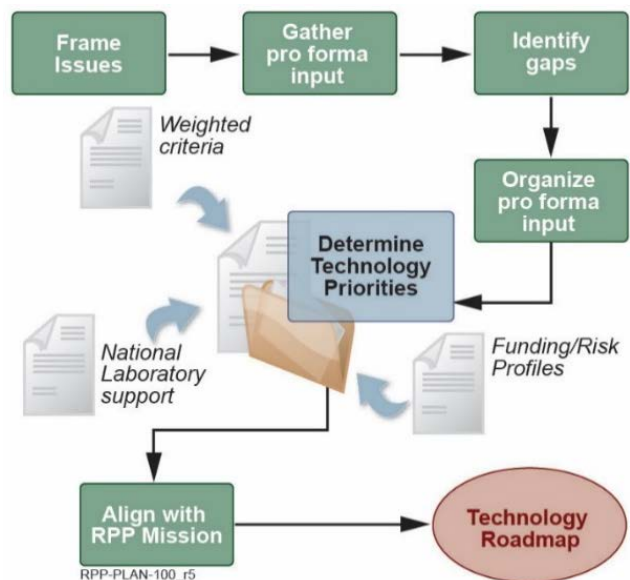 Frame
Issues
Gather
pro forma
input
Identify
gaps
Weighted
criteria
Organize
pro forma
input
Determine
Technology
Priorities
National
Laboratory
support
Funding/Risk
Profiles
Align with
RPP Mission
Technology
Roadmap
RPP-PLAN-100_r5